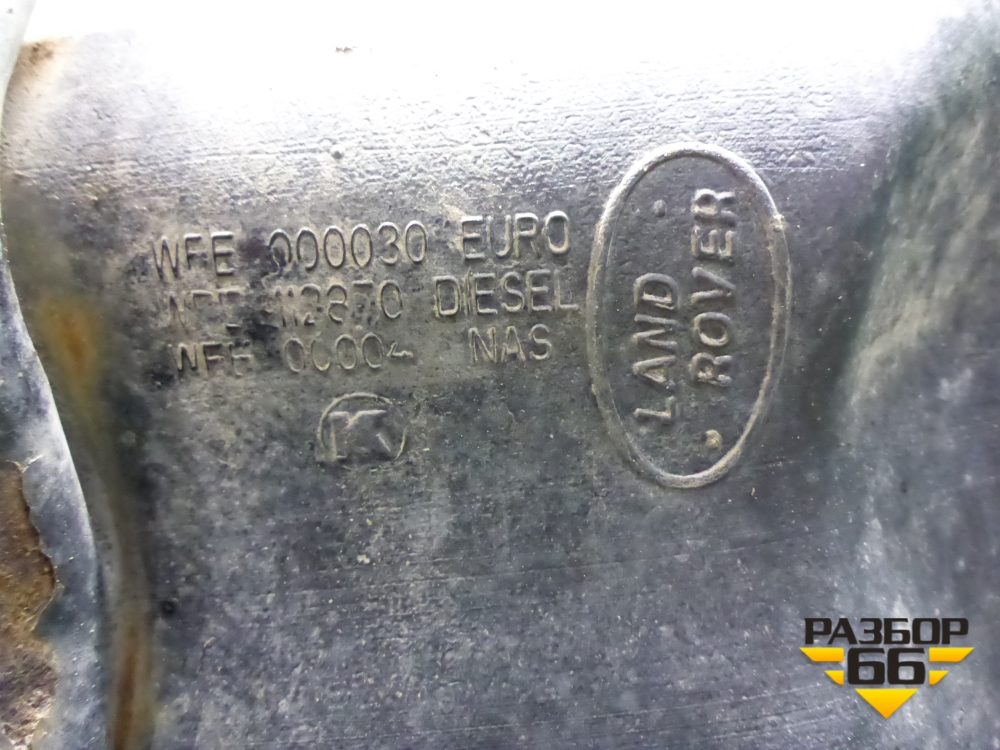 WFE 000030 EURO
DIESEL
NAS
K
LAND
ROVER
РАЗБОР
66